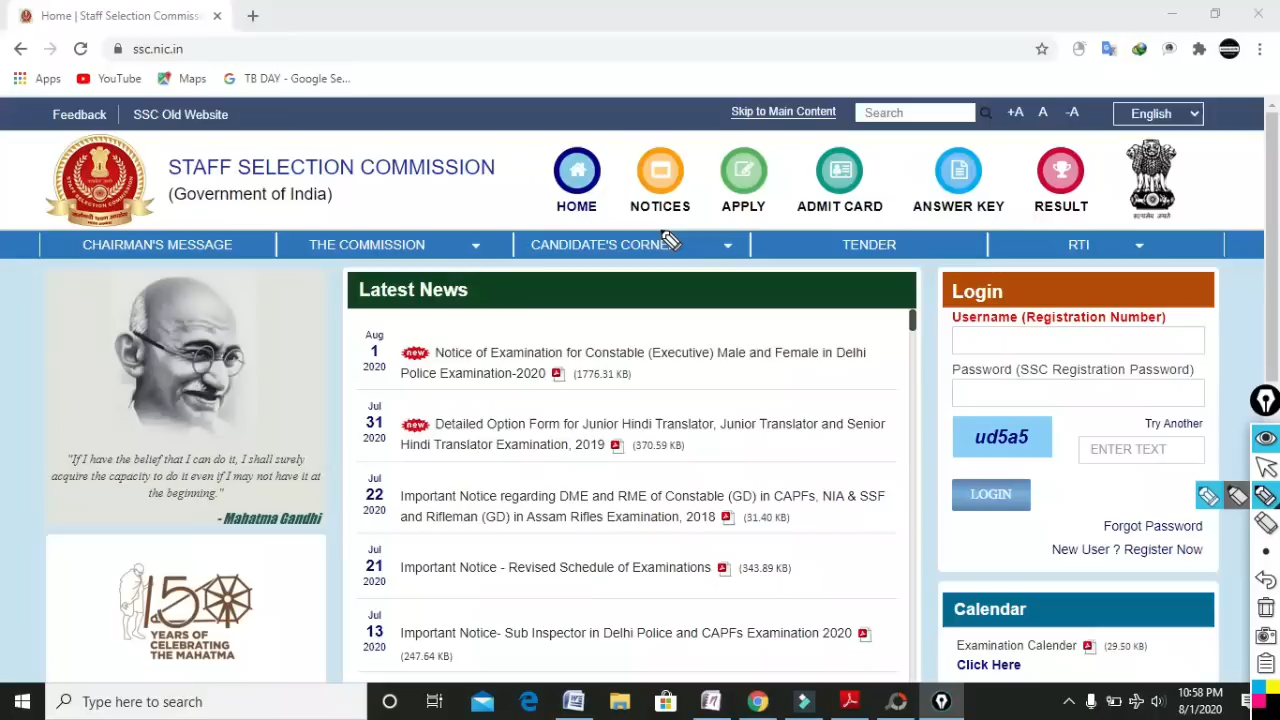 Home | Staff Selection Commiss
ssc.nic.in
Apps YouTube Maps TB DAY - Google Se...
Feedback SSC Old Website Skip to Main Content Search +A A -A English
STAFF SELECTION COMMISSION
(Government of India)
HOME NOTICES APPLY ADMIT CARD ANSWER KEY RESULT
CHAIRMAN'S MESSAGE THE COMMISSION CANDIDATE'S CORNE TENDER RTI
"If I have the belief that I can do it, I shall surely
acquire the capacity to do it even if I may not have it at
the beginning."
- Mahatma Gandhi
150
YEARS OF
CELEBRATING
THE MAHATMA
Latest News
Aug
1
2020
new Notice of Examination for Constable (Executive) Male and Female in Delhi
Police Examination-2020 (1776.31 KB)
Jul
31
2020
new Detailed Option Form for Junior Hindi Translator, Junior Translator and Senior
Hindi Translator Examination, 2019 (370.59 KB)
Jul
22
2020
Important Notice regarding DME and RME of Constable (GD) in CAPFs, NIA & SSF
and Rifleman (GD) in Assam Rifles Examination, 2018 (31.40 KB)
Jul
21
2020
Important Notice - Revised Schedule of Examinations (343.89 KB)
Jul
13
2020
Important Notice- Sub Inspector in Delhi Police and CAPFs Examination 2020
(247.64 KB)
Login
Username (Registration Number)
Password (SSC Registration Password)
ud5a5
Try Another
ENTER TEXT
LOGIN
Forgot Password
New User ? Register Now
Calendar
Examination Calender (29.50 KB)
Click Here
Type here to search
10:58 PM
8/1/2020